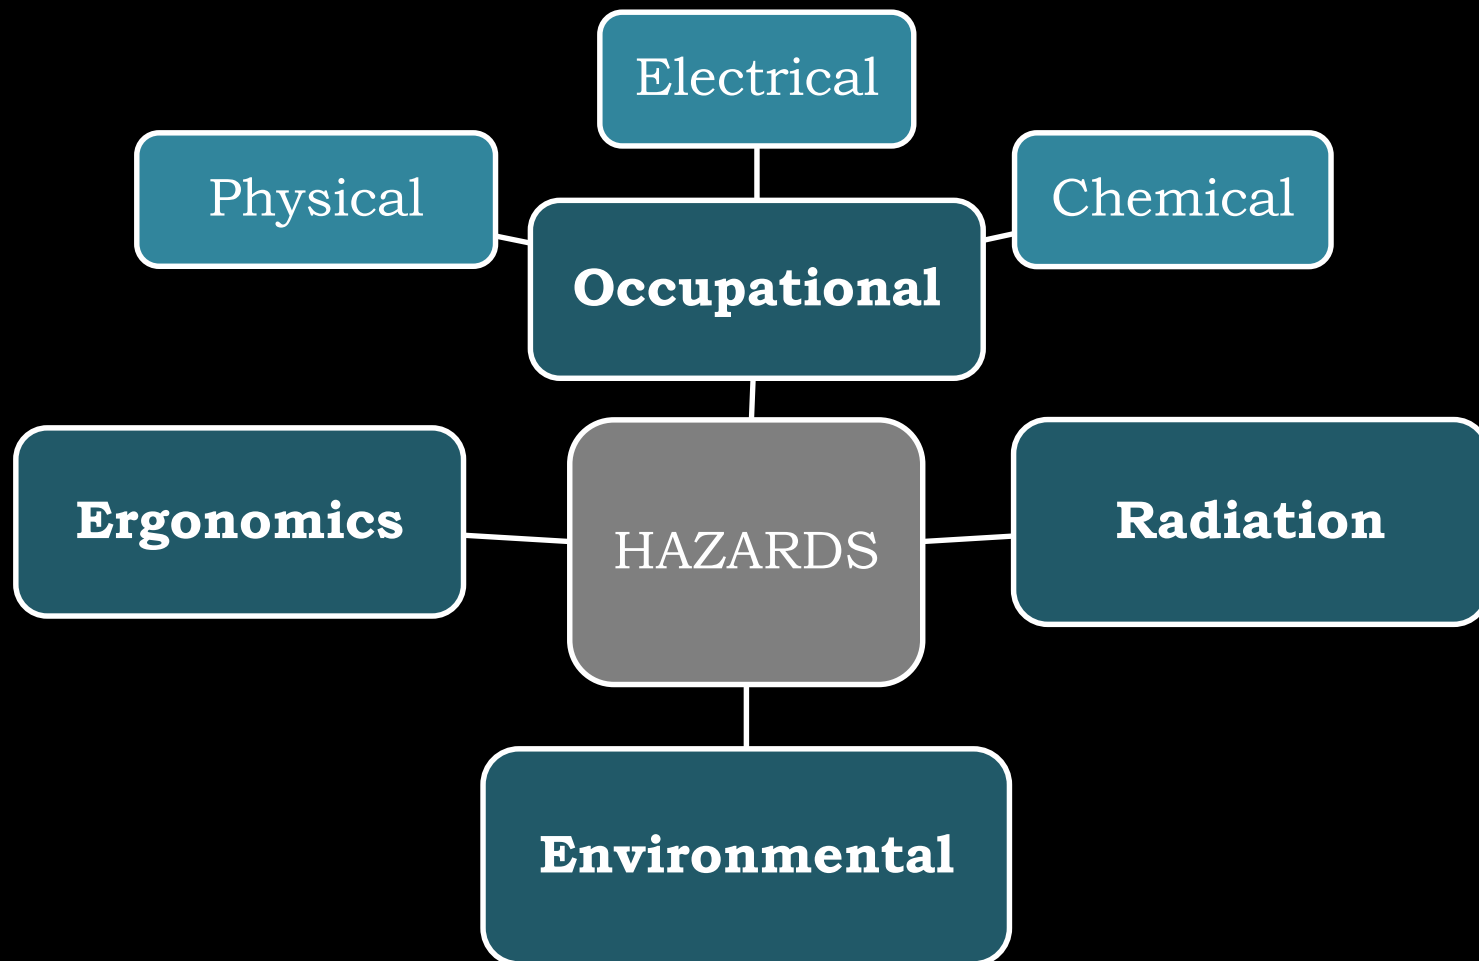 Electrical
Physical
Chemical
Occupational
Ergonomics
HAZARDS
Radiation
Environmental